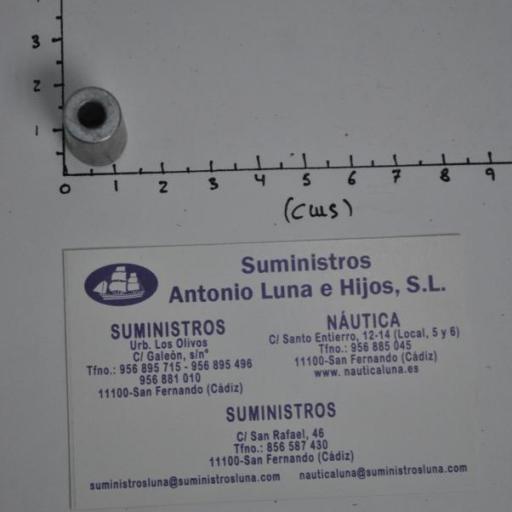 3
2
1
0 1 2 3 4 5 6 7 8 9
(cms)
Suministros
Antonio Luna e Hijos, S.L.
SUMINISTROS
Urb. Los Olivos
C/ Galeòn, s/nº
Tfno.: 956 895 715 - 956 895 496
956 881 010
11100-San Fernando (Cádiz)
NÁUTICA
C/ Santo Entierro, 12-14 (Local, 5 y 6)
Tfno.: 956 885 045
11100-San Fernando (Cádiz)
www. nauticaluna.es
SUMINISTROS
C/ San Rafael, 46
Tfno.: 856 587 430
11100-San Fernando (Cádiz)
suministrosluna@suministrosluna.com nauticaluna@suministrosluna.com